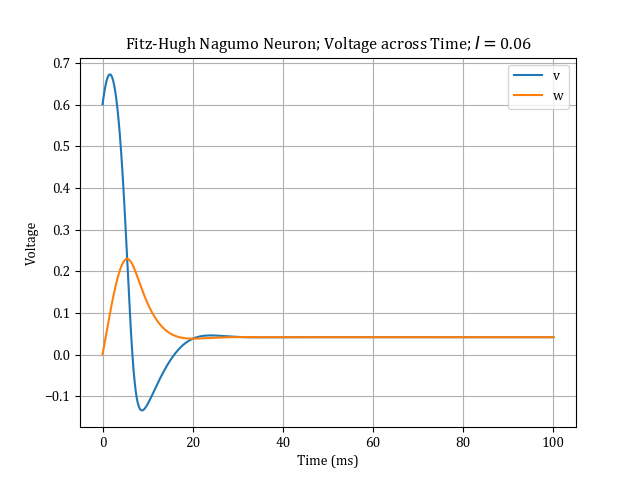 Fitz-Hugh Nagumo Neuron; Voltage across Time; I = 0.06
v
w
0.7
0.6
0.5
0.4
0.3
0.2
0.1
0.0
−0.1
Voltage
0 20 40 60 80 100
Time (ms)